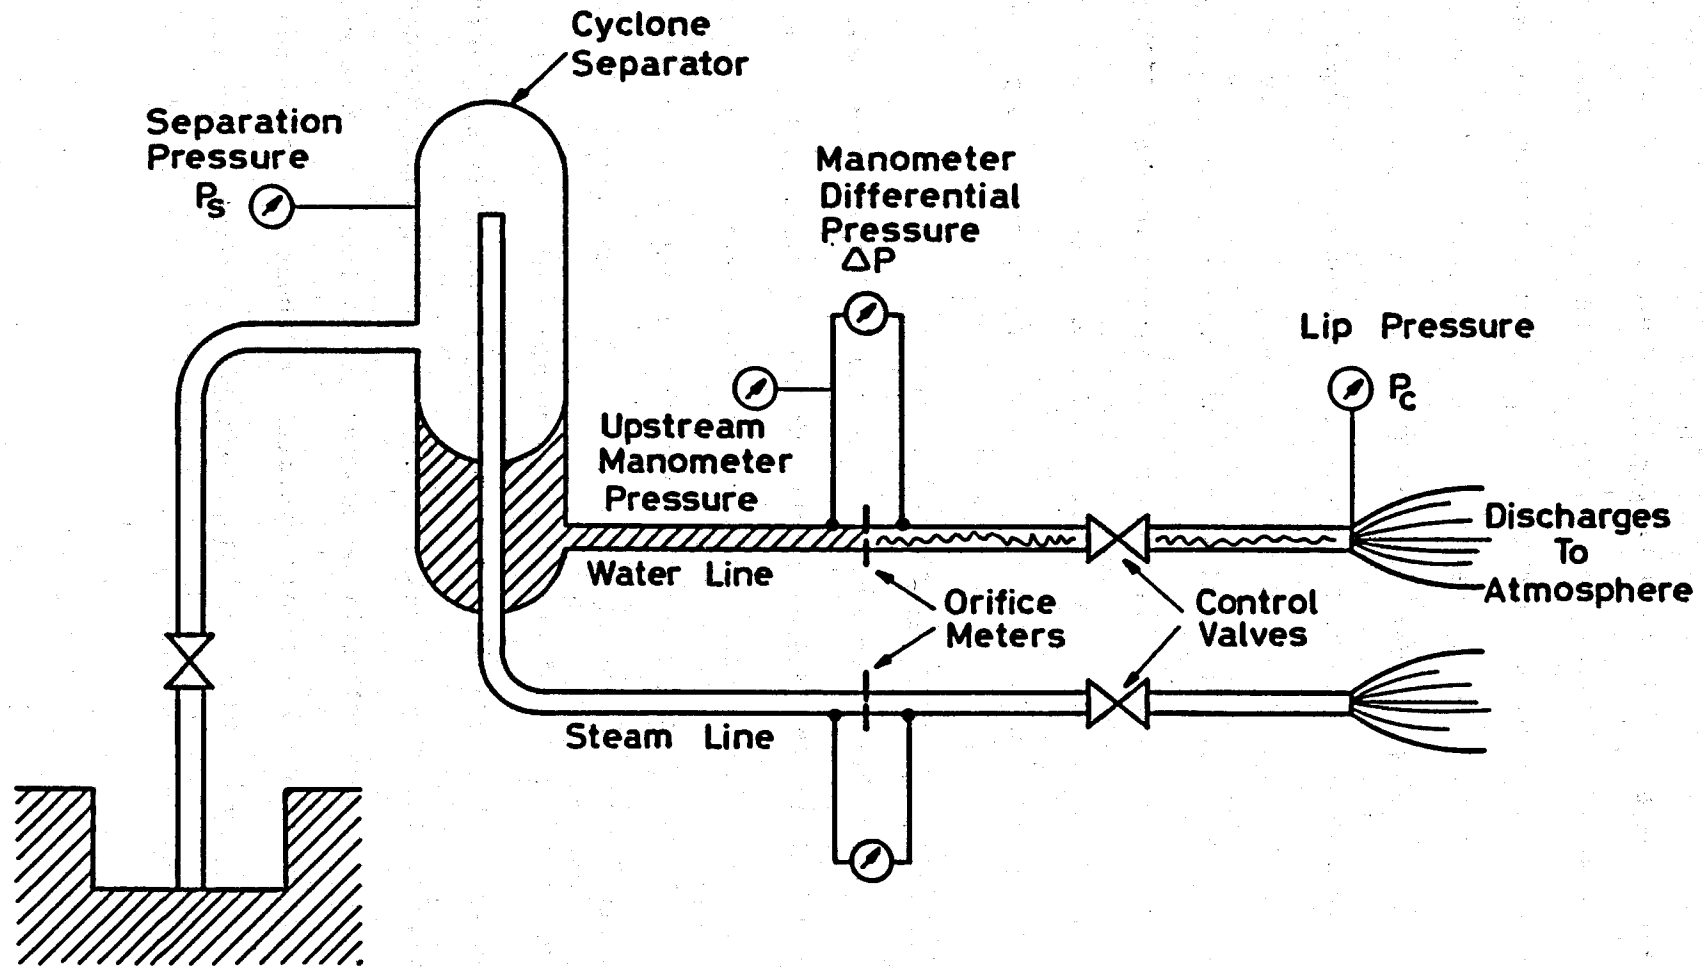 Cyclone
Separator
Separation
Pressure
Ps
Manometer
Differential
Pressure
ΔP
Lip Pressure
Pc
Upstream
Manometer
Pressure
Discharges
To
Atmosphere
Water Line
Orifice
Meters
Control
Valves
Steam Line